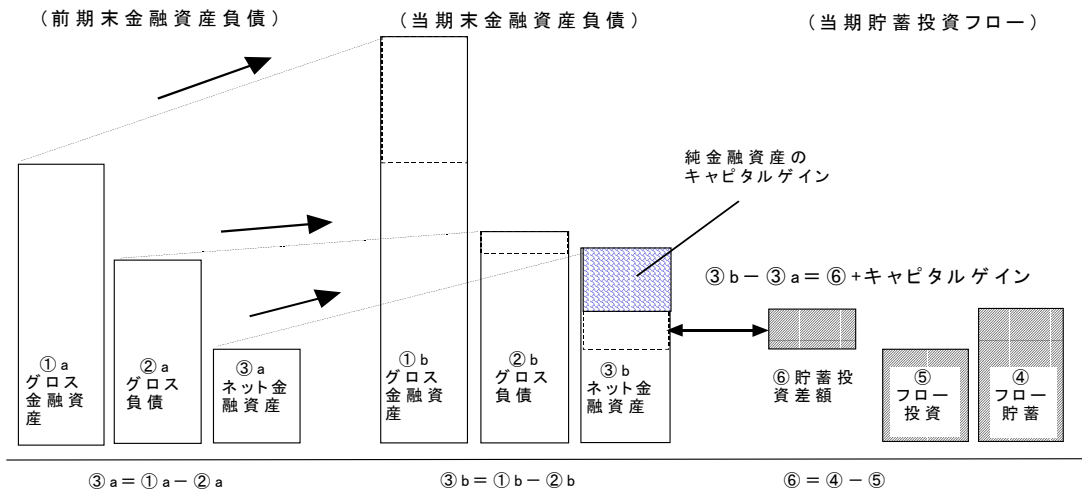 (前期末金融資産負債)
(当期末金融資産負債)
(当期貯蓄投資フロー)
純金融資産の
キャピタルゲイン
③b－③a＝⑥+キャピタルゲイン
①a
グロス
金融資
産
②a
グロス
負債
③a
ネット金
融資産
①b
グロス
金融資
産
②b
グロス
負債
③b
ネット金
融資産
⑥貯蓄投
資差額
⑤
フロー
投資
④
フロー
貯蓄
③a＝①a－②a
③b＝①b－②b
⑥＝④－⑤